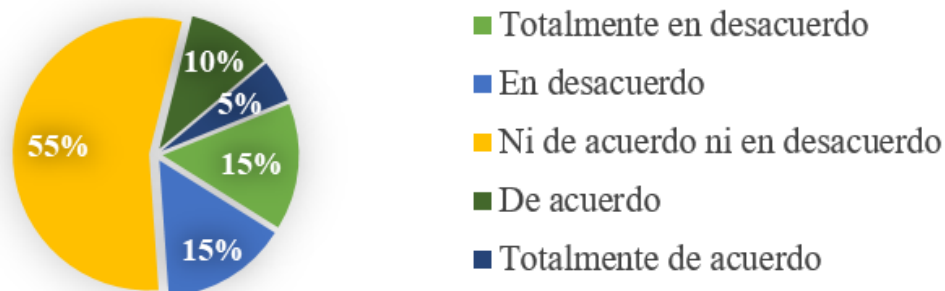 10%
5%
55%
15%
15%
Totalmente en desacuerdo
En desacuerdo
Ni de acuerdo ni en desacuerdo
De acuerdo
Totalmente de acuerdo